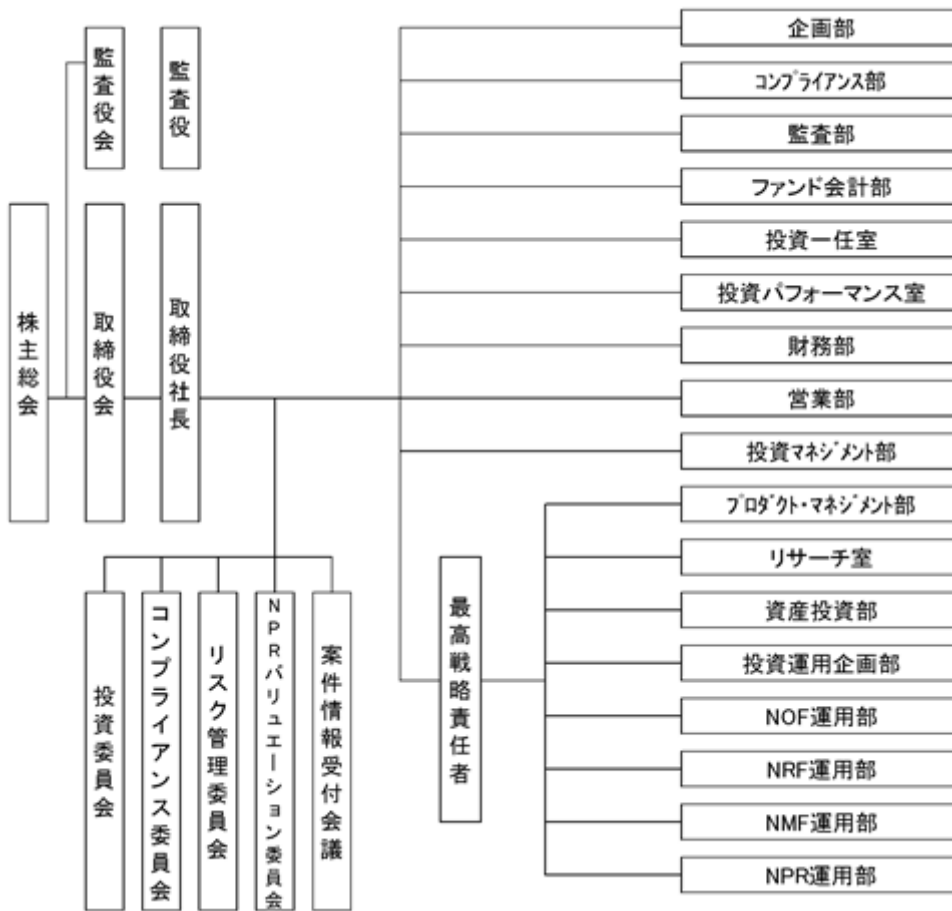 監査役会
監査役
株主総会
取締役会
取締役社長
投資委員会
コンプライアンス委員会
リスク管理委員会
NPRバリュエーション委員会
案件情報受付会議
最高戦略責任者
企画部
コンプライアンス部
監査部
ファンド会計部
投資一任室
投資パフォーマンス室
財務部
営業部
投資マネジメント部
プロダクト・マネジメント部
リサーチ室
資産投資部
投資運用企画部
NOF運用部
NRF運用部
NMF運用部
NPR運用部